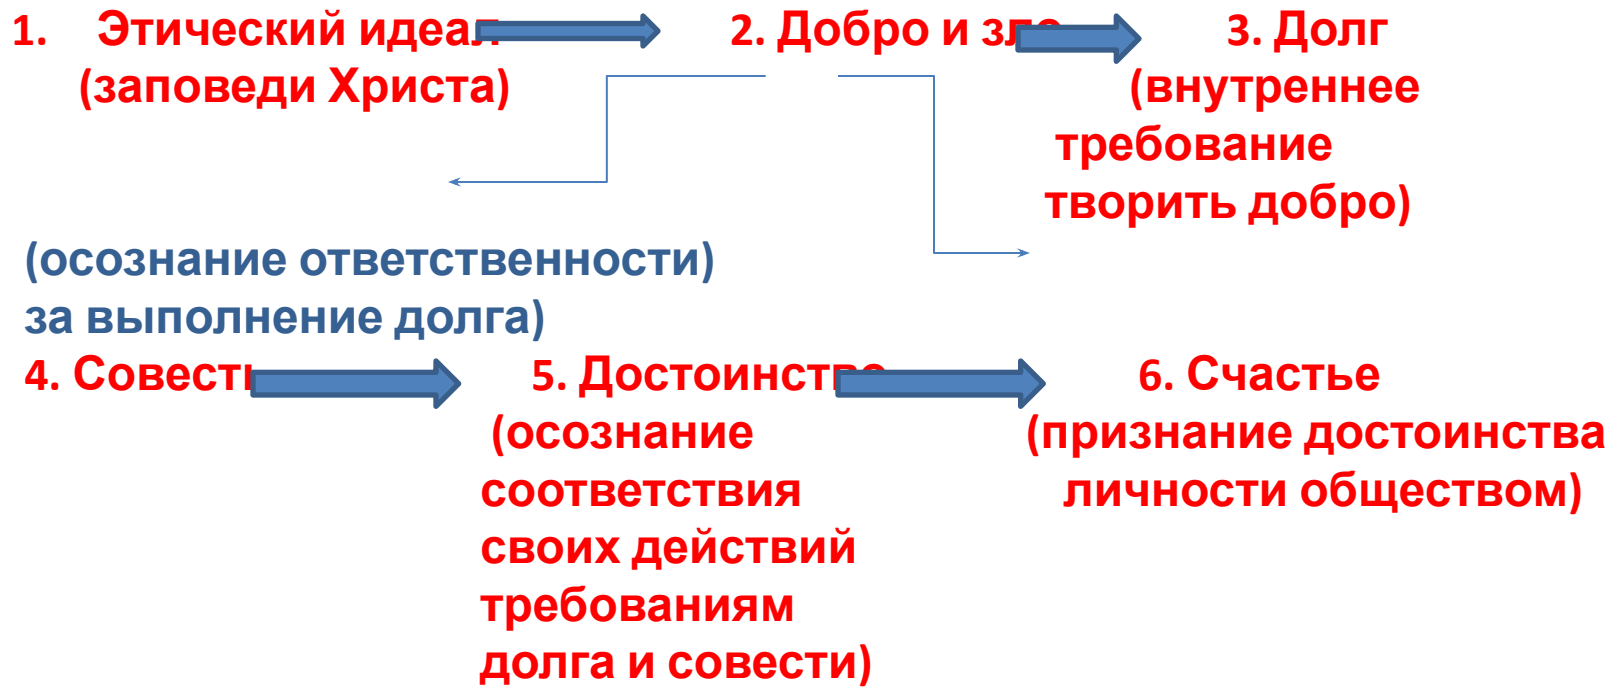 1. Этический идеал 2. Добро и зло 3. Долг
(заповеди Христа) (внутреннее
требование
творить добро)
(осознание ответственности)
за выполнение долга)
4. Совесть 5. Достоинство 6. Счастье
(осознание (признание достоинства
соответствия личности обществом)
своих действий
требованиям
долга и совести)